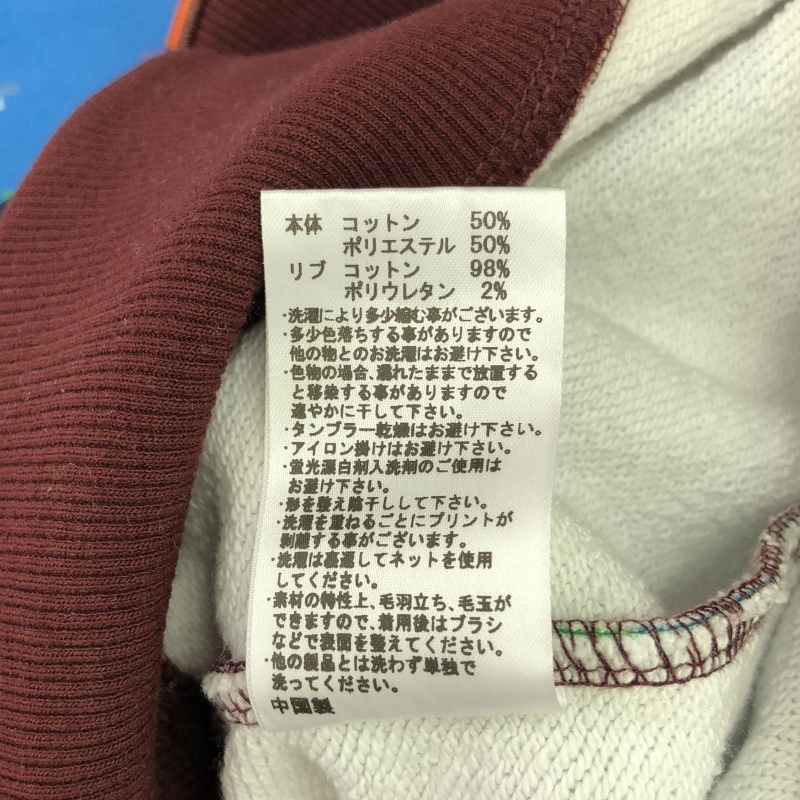 本体 コットン 50%
ポリエステル 50%
リブ コットン 98%
ポリウレタン 2%
・洗濯により多少縮む事がございます。
・多少色落ちする事がありますので
他の物とのお洗濯はお避け下さい。
・色物の場合、濡れたままで放置する
と移染する事がありますので
速やかに干して下さい。
・タンブラー乾燥はお避け下さい。
・アイロン掛けはお避け下さい。
・蛍光漂白剤入洗剤のご使用は
お避け下さい。
・形を整え陰干しして下さい。
・洗濯を重ねるごとにプリントが
剥離する事がございます。
・洗濯は裏返してネットを使用
してください。
・素材の特性上、毛羽立ち、毛玉が
できますので、着用後はブラシ
などで表面を整えてください。
・他の製品とは洗わず単独で
洗ってください。
中国製